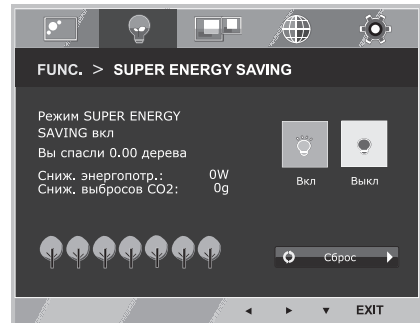 FUNC. > SUPER ENERGY SAVING
Режим SUPER ENERGY
SAVING вкл
Вы спасли 0.00 дерева
Сниж. энергопотр.: 0W
Сниж. выбросов CO2: 0g
Вкл Выкл
Сброс
EXIT